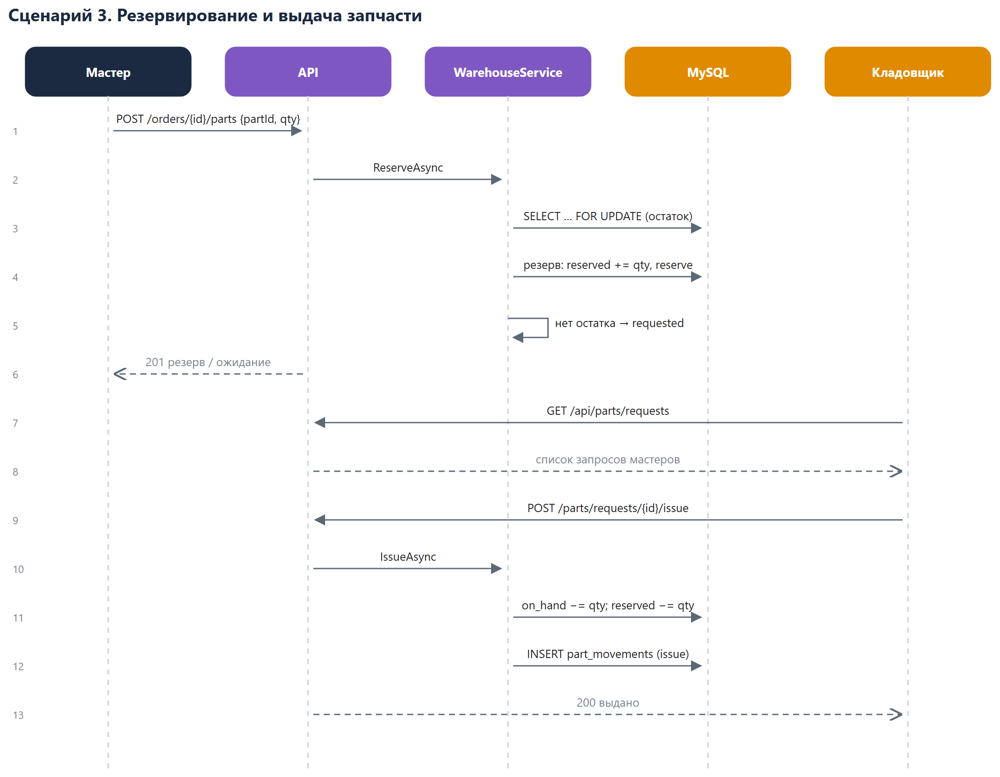 Сценарий 3. Резервирование и выдача запчасти
Мастер
API
WarehouseService
MySQL
Кладовщик
POST /orders/{id}/parts {partId, qty}
1
ReserveAsync
2
SELECT … FOR UPDATE (остаток)
3
резерв: reserved += qty, reserve
4
нет остатка → requested
5
201 резерв / ожидание
6
GET /api/parts/requests
7
список запросов мастеров
8
POST /parts/requests/{id}/issue
9
IssueAsync
10
on_hand −= qty; reserved −= qty
11
INSERT part_movements (issue)
12
200 выдано
13